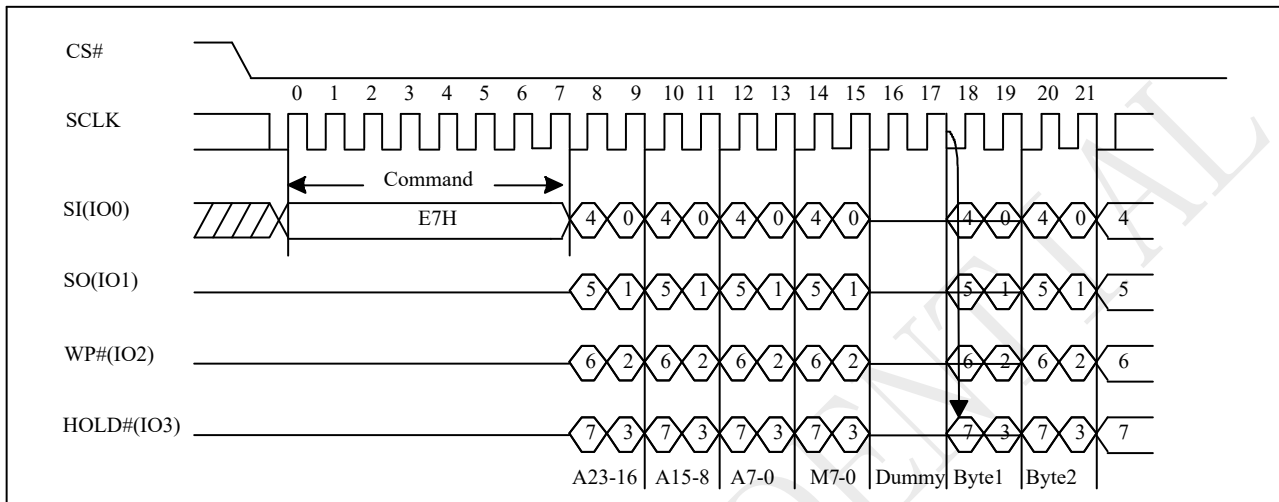 CS#
0 1 2 3 4 5 6 7 8 9 10 11 12 13 14 15 16 17 18 19 20 21
SCLK
Command
SI(IO0) E7H 4 0 4 0 4 0 4 0 4 0 4 0 4
SO(IO1) 5 1 5 1 5 1 5 1 5 1 5 1 5
WP#(IO2) 6 2 6 2 6 2 6 2 6 2 6 2 6
HOLD#(IO3) 7 3 7 3 7 3 7 3 7 3 7 3 7
A23-16 A15-8 A7-0 M7-0 Dummy Byte1 Byte2